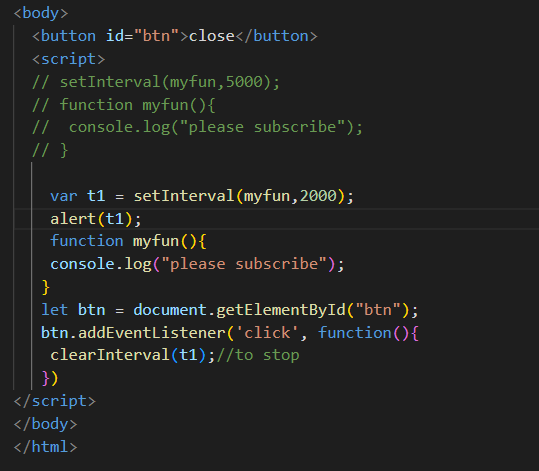 <body>
<button id="btn">close</button>
<script>
// setInterval(myfun,5000);
// function myfun(){
//  console.log("please subscribe");
// }
var t1 = setInterval(myfun,2000);
alert(t1);
function myfun(){
console.log("please subscribe");
}
let btn = document.getElementById("btn");
btn.addEventListener('click', function(){
clearInterval(t1);//to stop
})
</script>
</body>
</html>